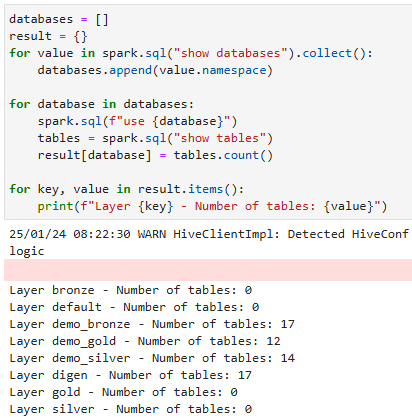 databases = []
result = {}
for value in spark.sql("show databases").collect():
    databases.append(value.namespace)

for database in databases:
    spark.sql(f"use {database}")
    tables = spark.sql("show tables")
    result[database] = tables.count()

for key, value in result.items():
    print(f"Layer {key} - Number of tables: {value}")
25/01/24 08:22:30 WARN HiveClientImpl: Detected HiveConf
logic
Layer bronze - Number of tables: 0
Layer default - Number of tables: 0
Layer demo_bronze - Number of tables: 17
Layer demo_gold - Number of tables: 12
Layer demo_silver - Number of tables: 14
Layer digen - Number of tables: 17
Layer gold - Number of tables: 0
Layer silver - Number of tables: 0